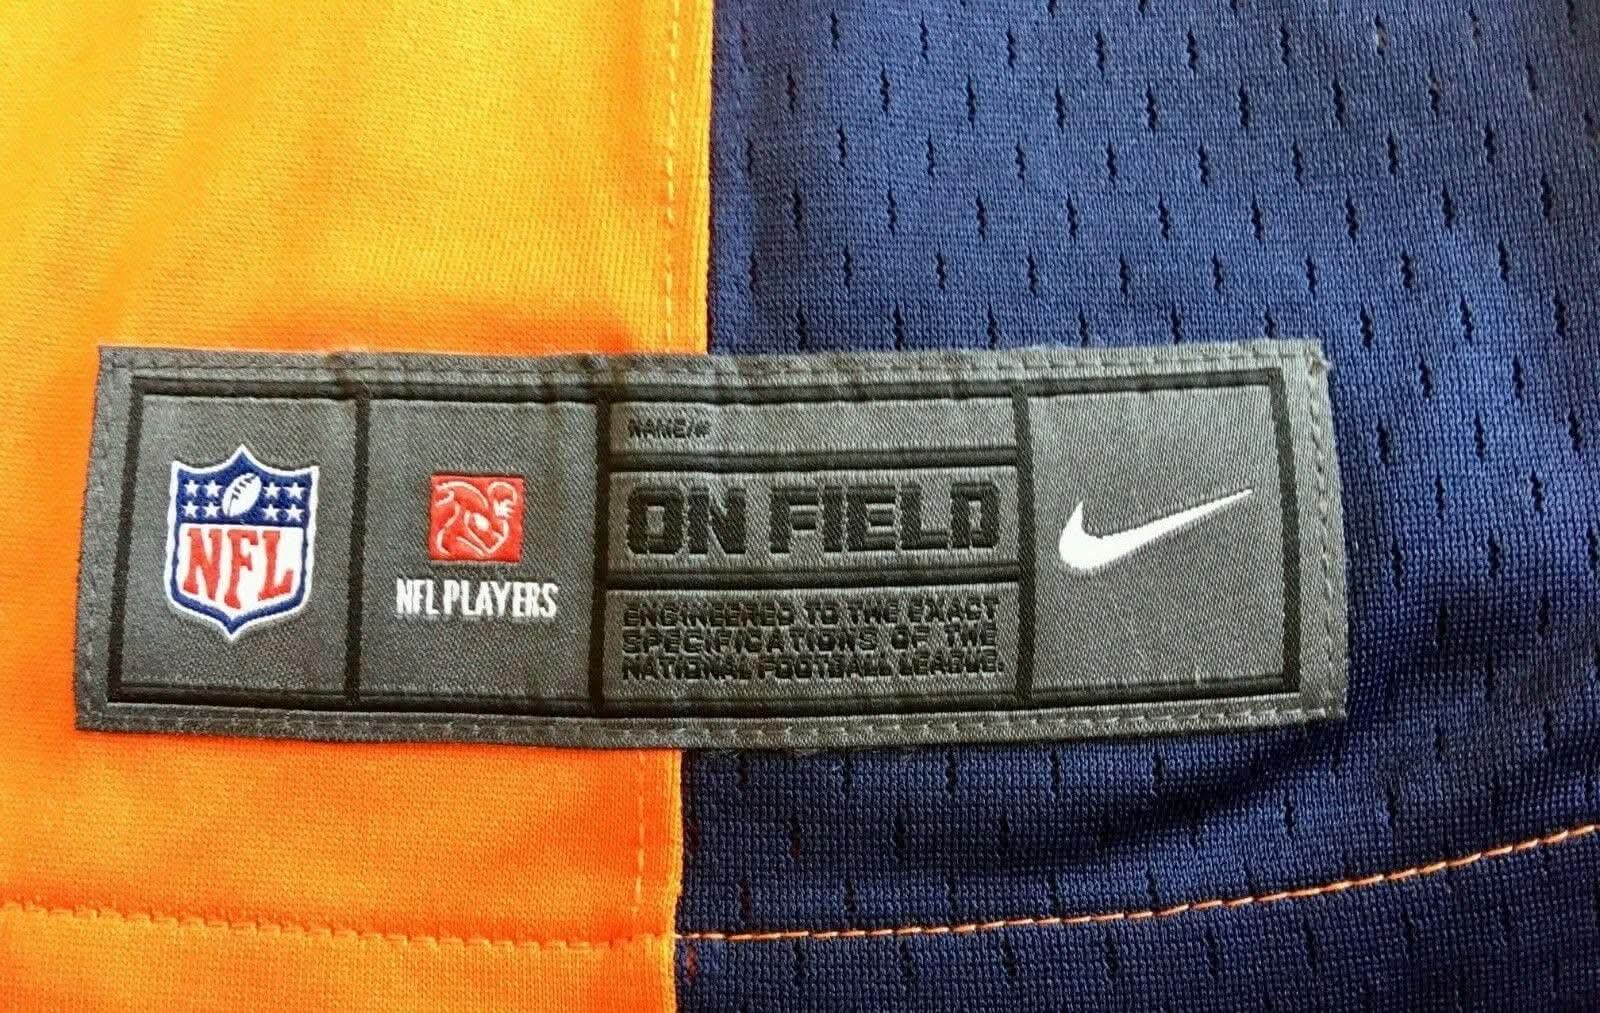 NFL
NFL PLAYERS
NAME/#
ON FIELD
ENGINEERED TO THE EXACT
SPECIFICATIONS OF THE
NATIONAL FOOTBALL LEAGUE.